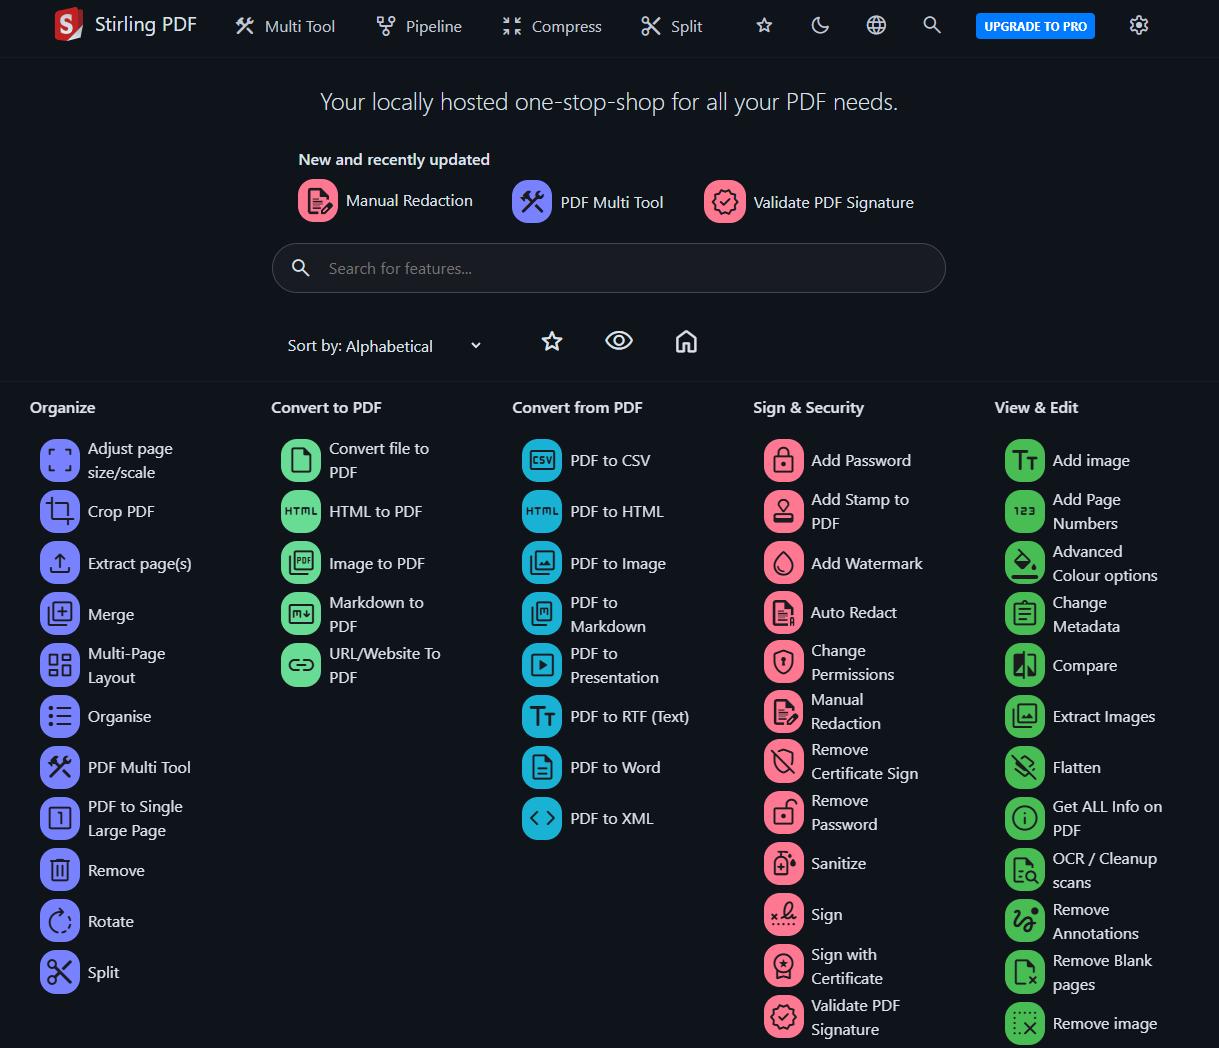 Stirling PDF
Multi Tool
Pipeline
Compress
Split
UPGRADE TO PRO
Your locally hosted one-stop-shop for all your PDF needs.
New and recently updated
Manual Redaction
PDF Multi Tool
Validate PDF Signature
Search for features...
Sort by: Alphabetical
Organize
Adjust page
size/scale
Crop PDF
Extract page(s)
Merge
Multi-Page
Layout
Organise
PDF Multi Tool
1
PDF to Single
Large Page
Remove
Rotate
Split
Convert to PDF
Convert file to
PDF
HTML
HTML to PDF
PDF
Image to PDF
M
Markdown to
PDF
URL/Website To
PDF
Convert from PDF
CSV
PDF to CSV
HTML
PDF to HTML
PDF to Image
M
PDF to
Markdown
PDF to
Presentation
TT
PDF to RTF (Text)
PDF to Word
PDF to XML
Sign & Security
Add Password
Add Stamp to
PDF
Add Watermark
A
Auto Redact
Change
Permissions
Manual
Redaction
Remove
Certificate Sign
Remove
Password
Sanitize
Sign
Sign with
Certificate
Validate PDF
Signature
View & Edit
TT
Add image
123
Add Page
Numbers
Advanced
Colour options
Change
Metadata
Compare
Extract Images
Flatten
Get ALL Info on
PDF
OCR / Cleanup
scans
Remove
Annotations
Remove Blank
pages
Remove image